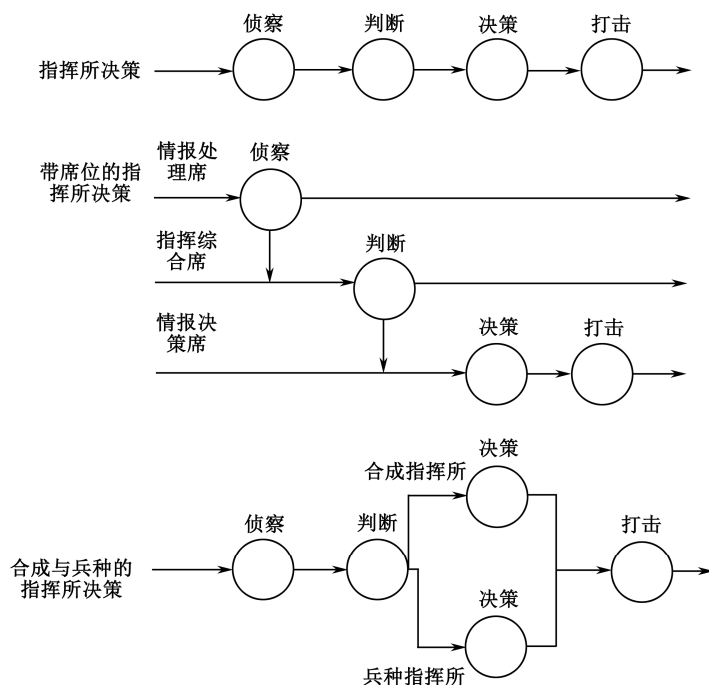 侦察
判断
决策
打击
指挥所决策
带席位的指
挥所决策
情报处
理席
侦察
指挥综
合席
判断
情报决
策席
决策
打击
合成与兵种的
指挥所决策
侦察
判断
合成指挥所
决策
兵种指挥所
决策
打击